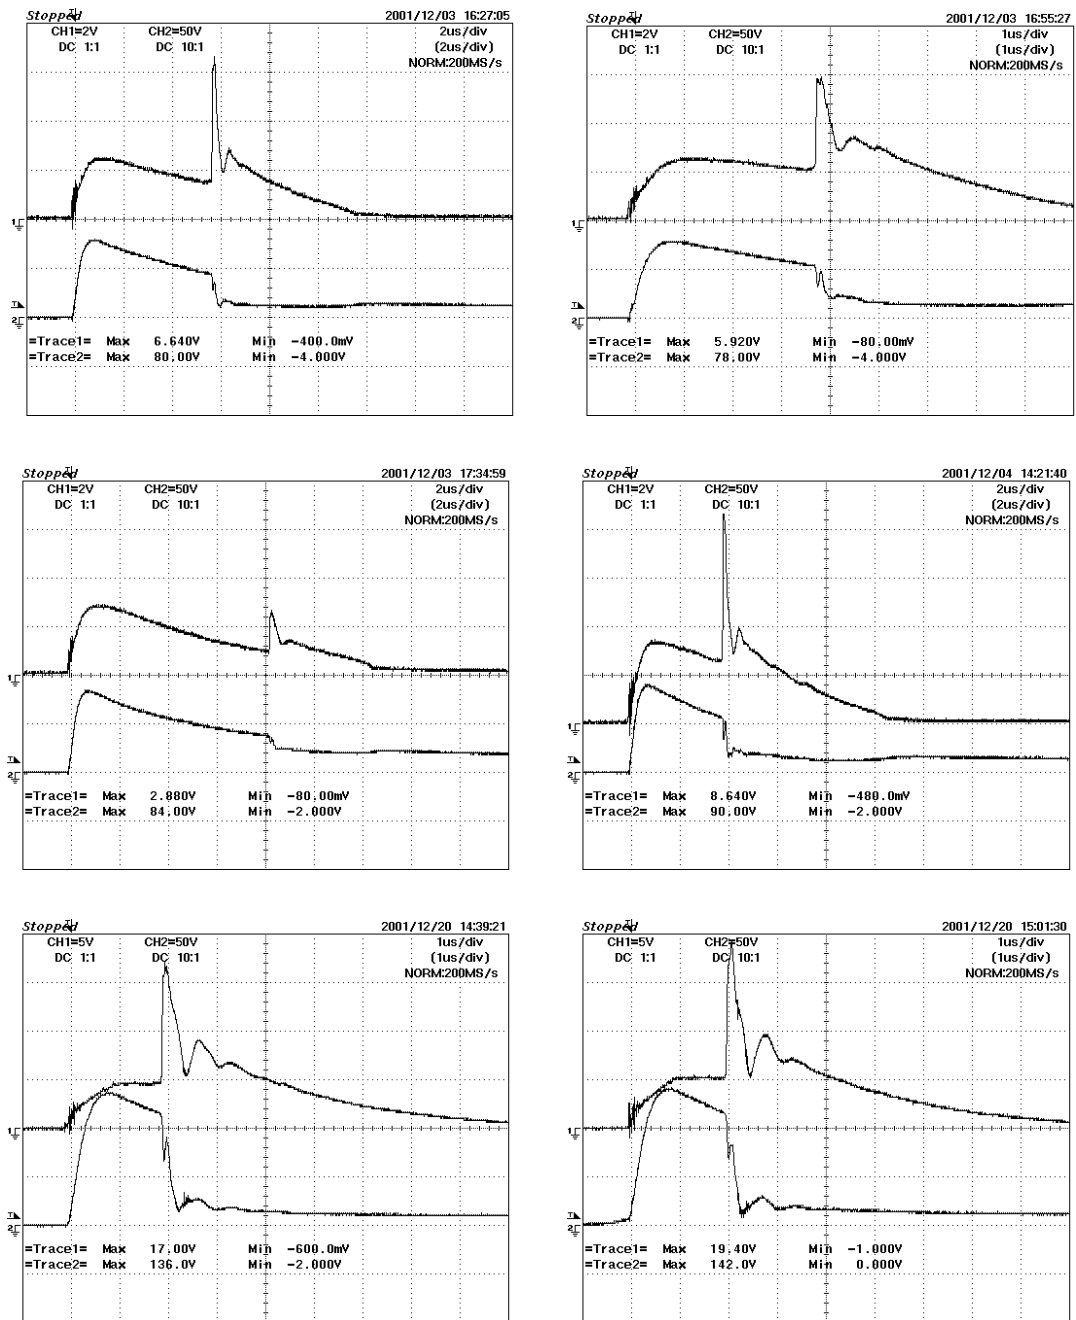 Stopped 2001/12/03 16:27:05
CH1=2V CH2=50V 2us/div
DC 1:1 DC 10:1 (2us/div)
NORM:200MS/s
=Trace1= Max 6.640V Min -400.0mV
=Trace2= Max 80.00V Min -4.000V
Stopped 2001/12/03 16:55:27
CH1=2V CH2=50V 1us/div
DC 1:1 DC 10:1 (1us/div)
NORM:200MS/s
=Trace1= Max 5.920V Min -80.00mV
=Trace2= Max 78.00V Min -4.000V
Stopped 2001/12/03 17:34:59
CH1=2V CH2=50V 2us/div
DC 1:1 DC 10:1 (2us/div)
NORM:200MS/s
=Trace1= Max 2.880V Min -80.00mV
=Trace2= Max 84.00V Min -2.000V
Stopped 2001/12/04 14:21:40
CH1=2V CH2=50V 2us/div
DC 1:1 DC 10:1 (2us/div)
NORM:200MS/s
=Trace1= Max 8.640V Min -480.0mV
=Trace2= Max 90.00V Min -2.000V
Stopped 2001/12/20 14:39:21
CH1=5V CH2=50V 1us/div
DC 1:1 DC 10:1 (1us/div)
NORM:200MS/s
=Trace1= Max 17.00V Min -600.0mV
=Trace2= Max 136.0V Min -2.000V
Stopped 2001/12/20 15:01:30
CH1=5V CH2=50V 1us/div
DC 1:1 DC 10:1 (1us/div)
NORM:200MS/s
=Trace1= Max 19.40V Min -1.000V
=Trace2= Max 142.0V Min 0.000V